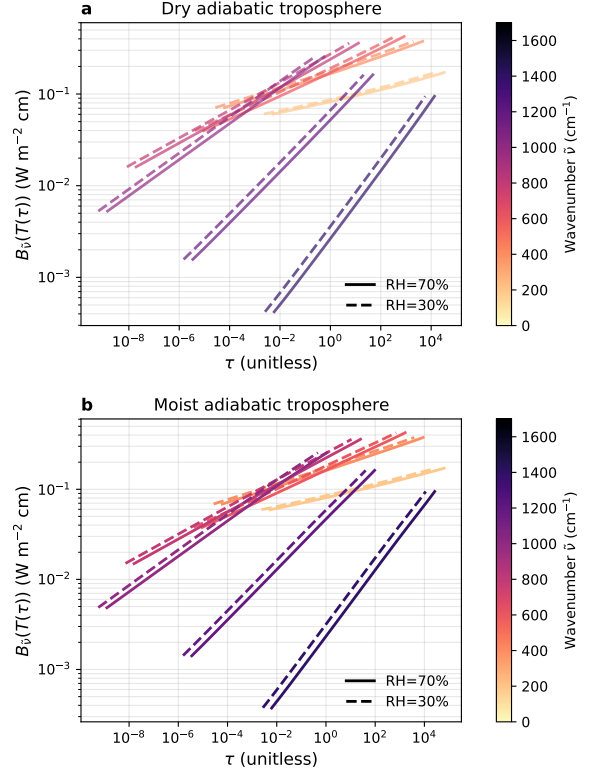 a Dry adiabatic troposphere
10⁻¹
10⁻²
10⁻³
B_ν̃(T(τ)) (W m⁻² cm)
10⁻⁸ 10⁻⁶ 10⁻⁴ 10⁻² 10⁰ 10² 10⁴
τ (unitless)
RH=70%
RH=30%
1600
1400
1200
1000
800
600
400
200
0
Wavenumber ν̃ (cm⁻¹)
b Moist adiabatic troposphere
10⁻¹
10⁻²
10⁻³
B_ν̃(T(τ)) (W m⁻² cm)
10⁻⁸ 10⁻⁶ 10⁻⁴ 10⁻² 10⁰ 10² 10⁴
τ (unitless)
RH=70%
RH=30%
1600
1400
1200
1000
800
600
400
200
0
Wavenumber ν̃ (cm⁻¹)